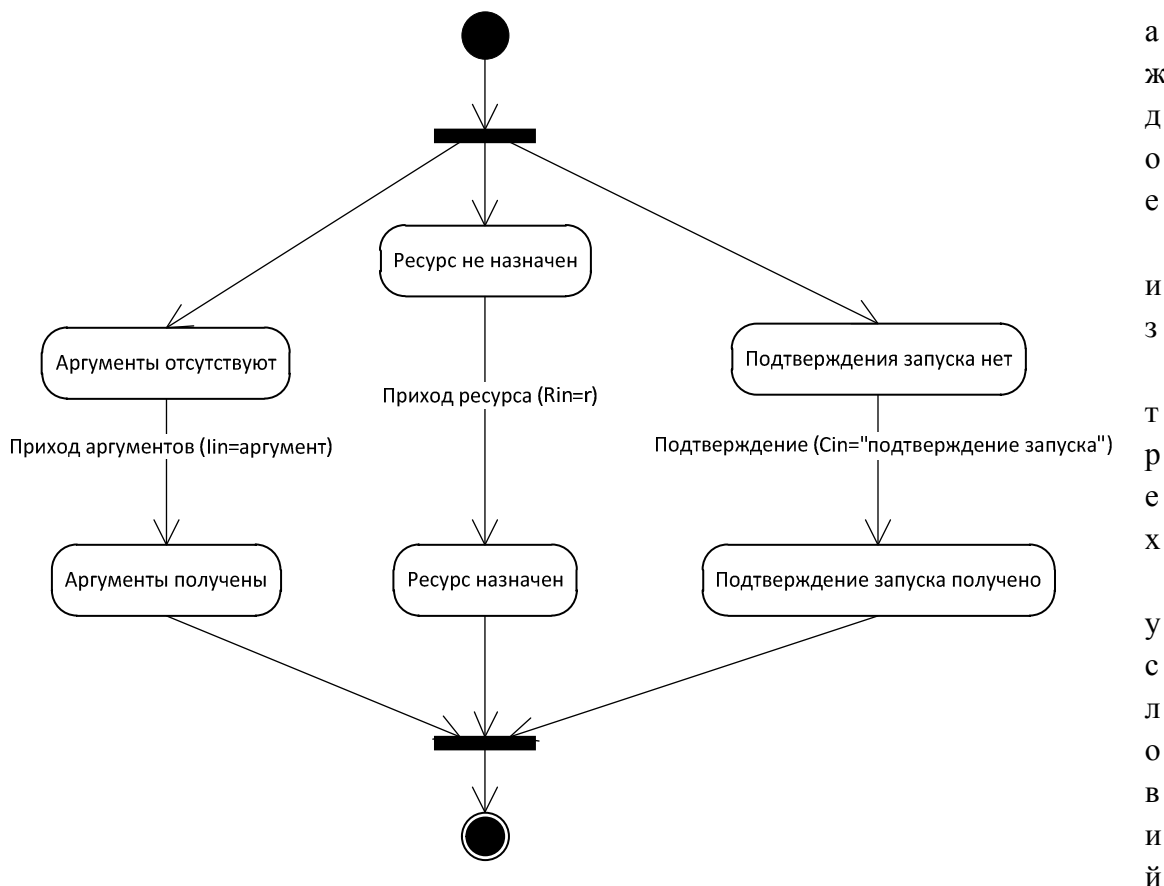 Ресурс не назначен
Аргументы отсутствуют
Подтверждения запуска нет
Приход ресурса (Rin=r)
Приход аргументов (Iin=аргумент)
Подтверждение (Cin="подтверждение запуска")
Аргументы получены
Ресурс назначен
Подтверждение запуска получено
а
ж
д
о
е
и
з
т
р
е
х
у
с
л
о
в
и
й